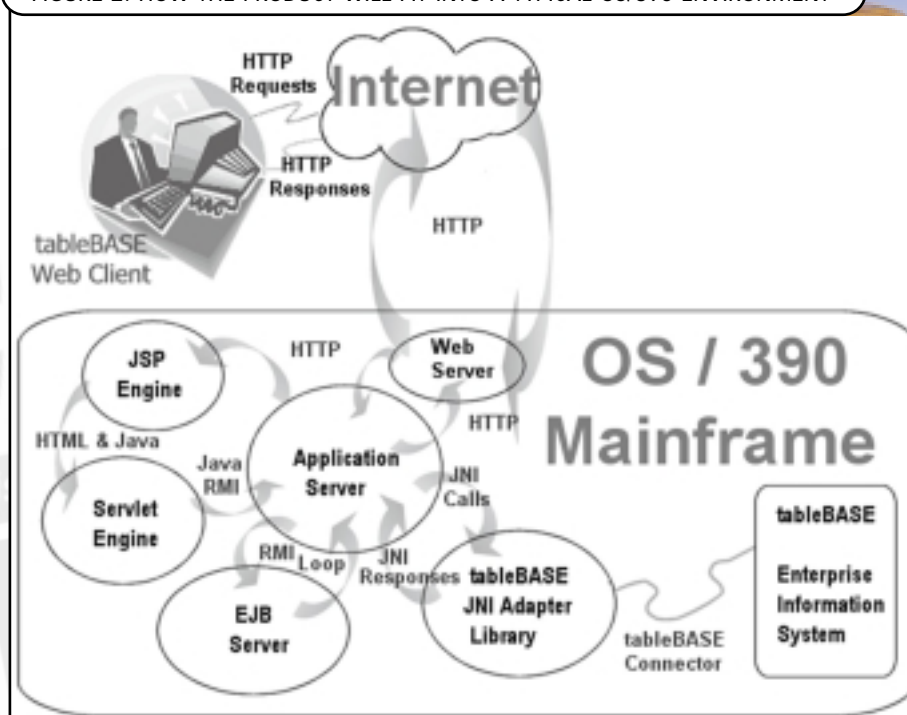 HTTP
Requests
Internet
HTTP
Responses
HTTP
tableBASE
Web Client
OS / 390
Mainframe
JSP
Engine
HTTP
Web
Server
HTTP
HTML & Java
Java
RMI
Application
Server
JNI
Calls
Servlet
Engine
RMI
Loop
JNI
Responses
EJB
Server
tableBASE
JNI Adapter
Library
tableBASE
Connector
tableBASE
Enterprise
Information
System